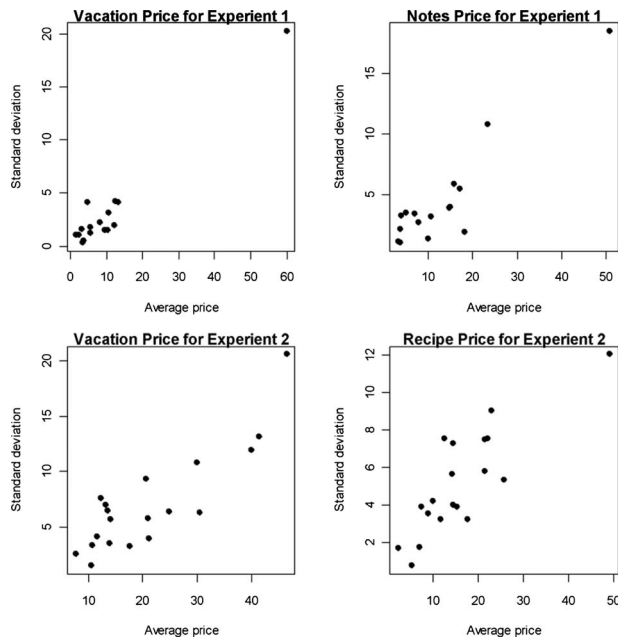 Vacation Price for Experient 1
Standard deviation
20
15
10
5
0
0 10 20 30 40 50 60
Average price
Notes Price for Experient 1
Standard deviation
15
10
5
10 20 30 40 50
Average price
Vacation Price for Experient 2
Standard deviation
20
15
10
5
10 20 30 40
Average price
Recipe Price for Experient 2
Standard deviation
12
10
8
6
4
2
10 20 30 40 50
Average price